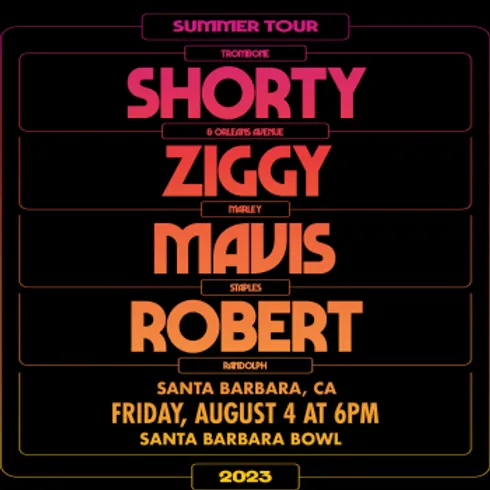 SUMMER TOUR
TROMBONE
SHORTY
& ORLEANS AVENUE
ZIGGY
MARLEY
MAVIS
STAPLES
ROBERT
RANDOLPH
SANTA BARBARA, CA
FRIDAY, AUGUST 4 AT 6PM
SANTA BARBARA BOWL
2023